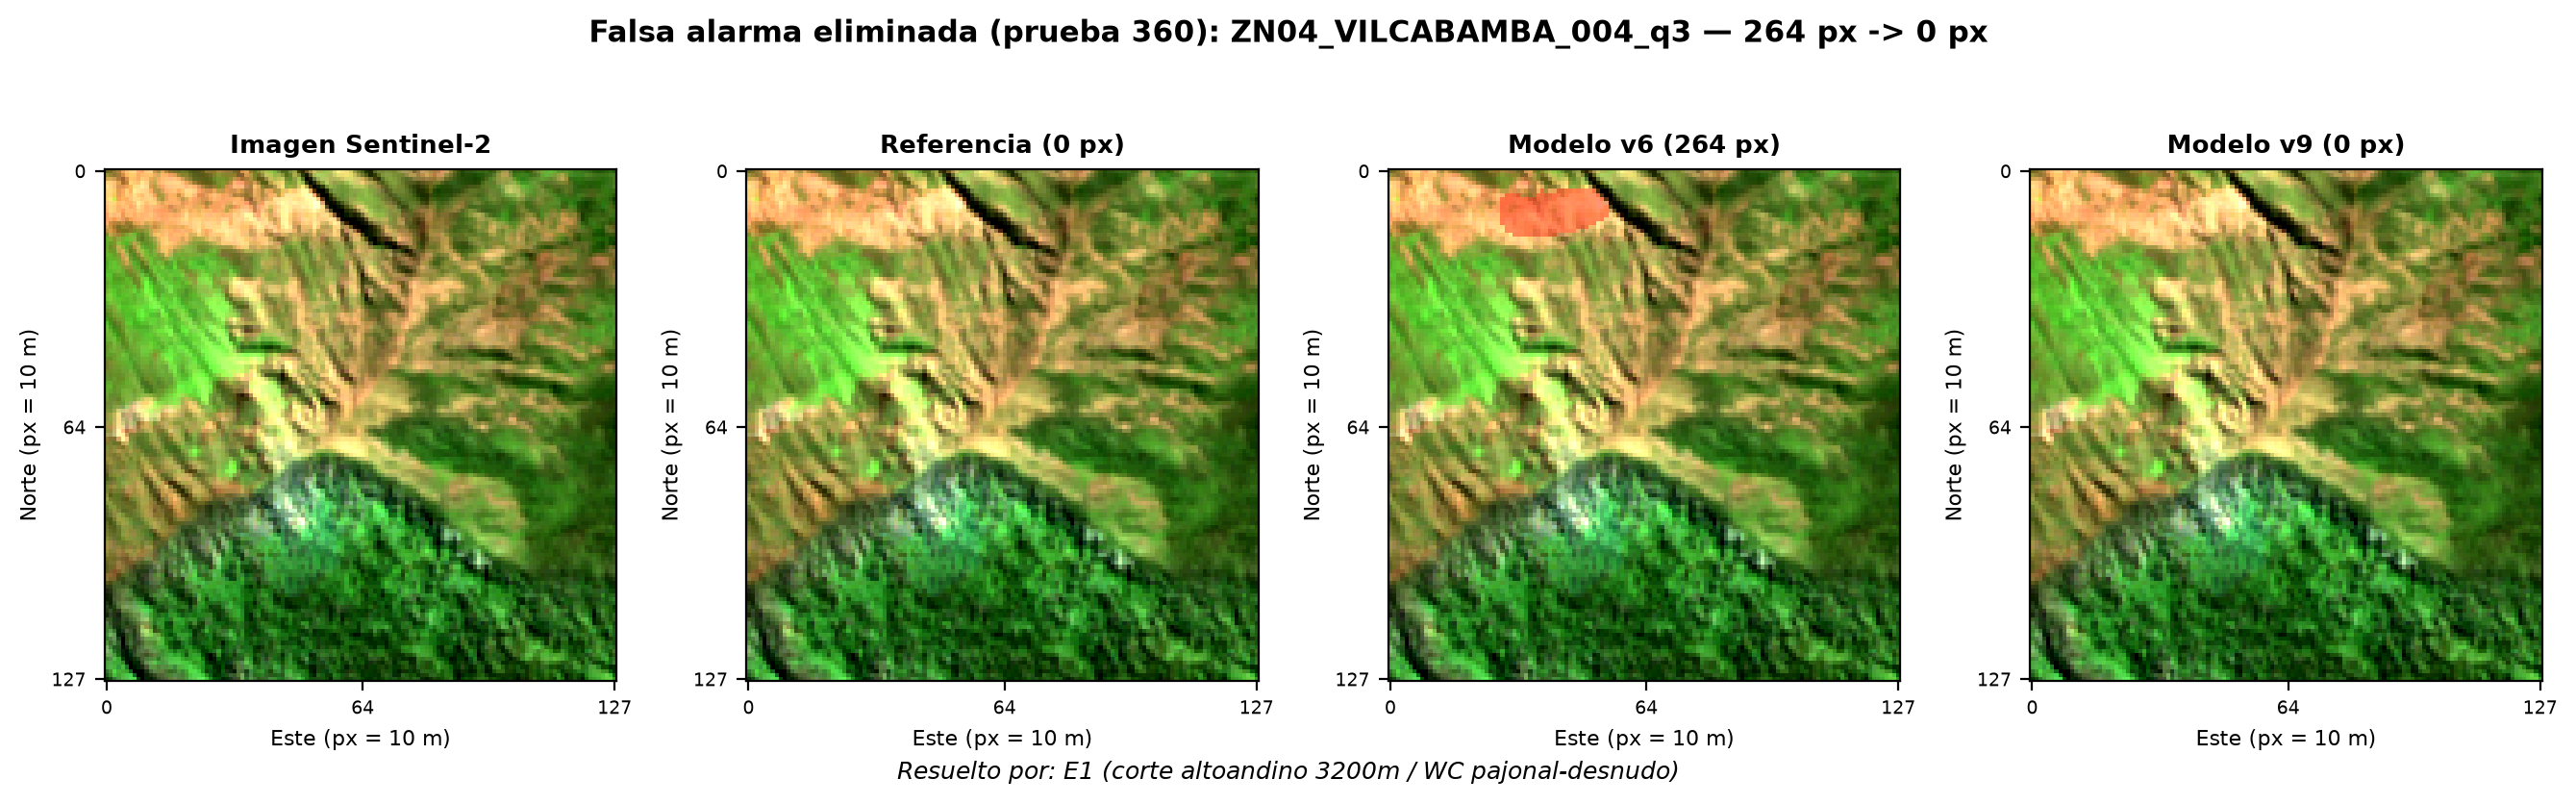 Falsa alarma eliminada (prueba 360): ZN04_VILCABAMBA_004_q3 — 264 px -> 0 px
Imagen Sentinel-2
0
64
127
0
64
127
Norte (px = 10 m)
Este (px = 10 m)
Referencia (0 px)
0
64
127
0
64
127
Norte (px = 10 m)
Este (px = 10 m)
Modelo v6 (264 px)
0
64
127
0
64
127
Norte (px = 10 m)
Este (px = 10 m)
Modelo v9 (0 px)
0
64
127
0
64
127
Norte (px = 10 m)
Este (px = 10 m)
Resuelto por: E1 (corte altoandino 3200m / WC pajonal-desnudo)